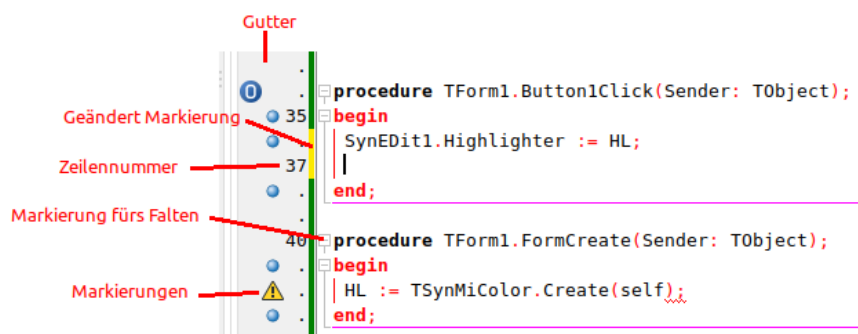 Gutter
.
. procedure TForm1.Button1Click(Sender: TObject);
Geändert Markierung 35 begin
. SynEDit1.Highlighter := HL;
Zeilennummer 37
. end;
.
Markierung fürs Falten
40 procedure TForm1.FormCreate(Sender: TObject);
. begin
Markierungen . HL := TSynMiColor.Create(self);
. end;